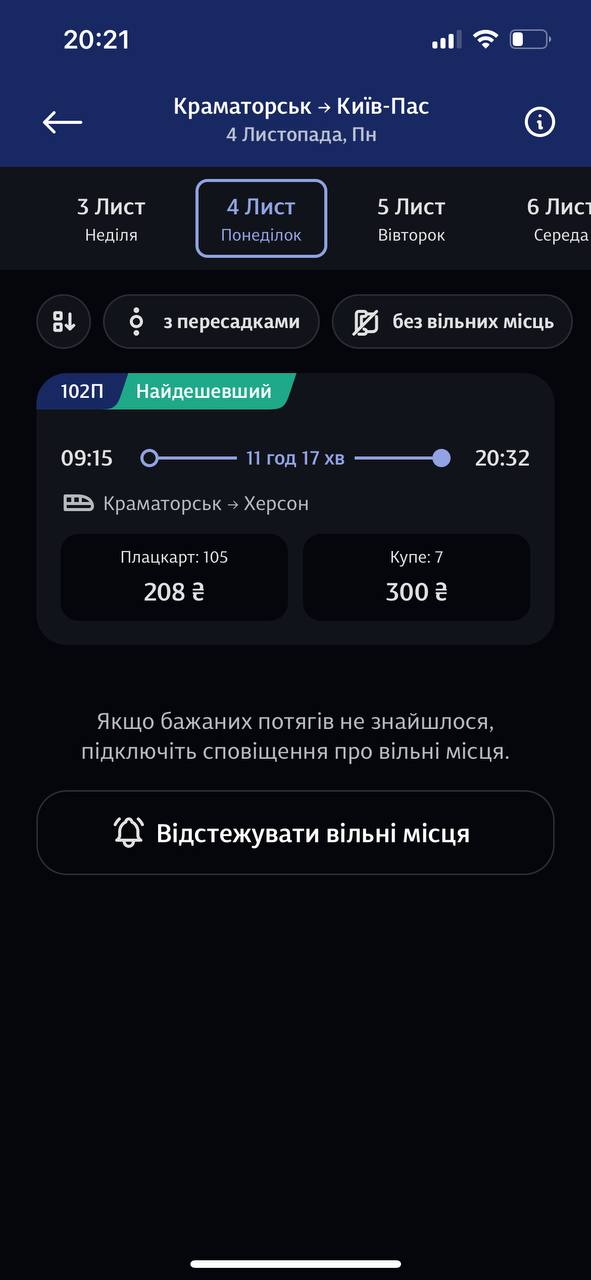 20:21
Краматорськ → Київ-Пас
4 Листопада, Пн
3 Лист
Неділя
4 Лист
Понеділок
5 Лист
Вівторок
6 Лист
Середа
з пересадками
без вільних місць
102П
Найдешевший
09:15
11 год 17 хв
20:32
Краматорськ → Херсон
Плацкарт: 105
208 ₴
Купе: 7
300 ₴
Якщо бажаних потягів не знайшлося,
підключіть сповіщення про вільні місця.
Відстежувати вільні місця